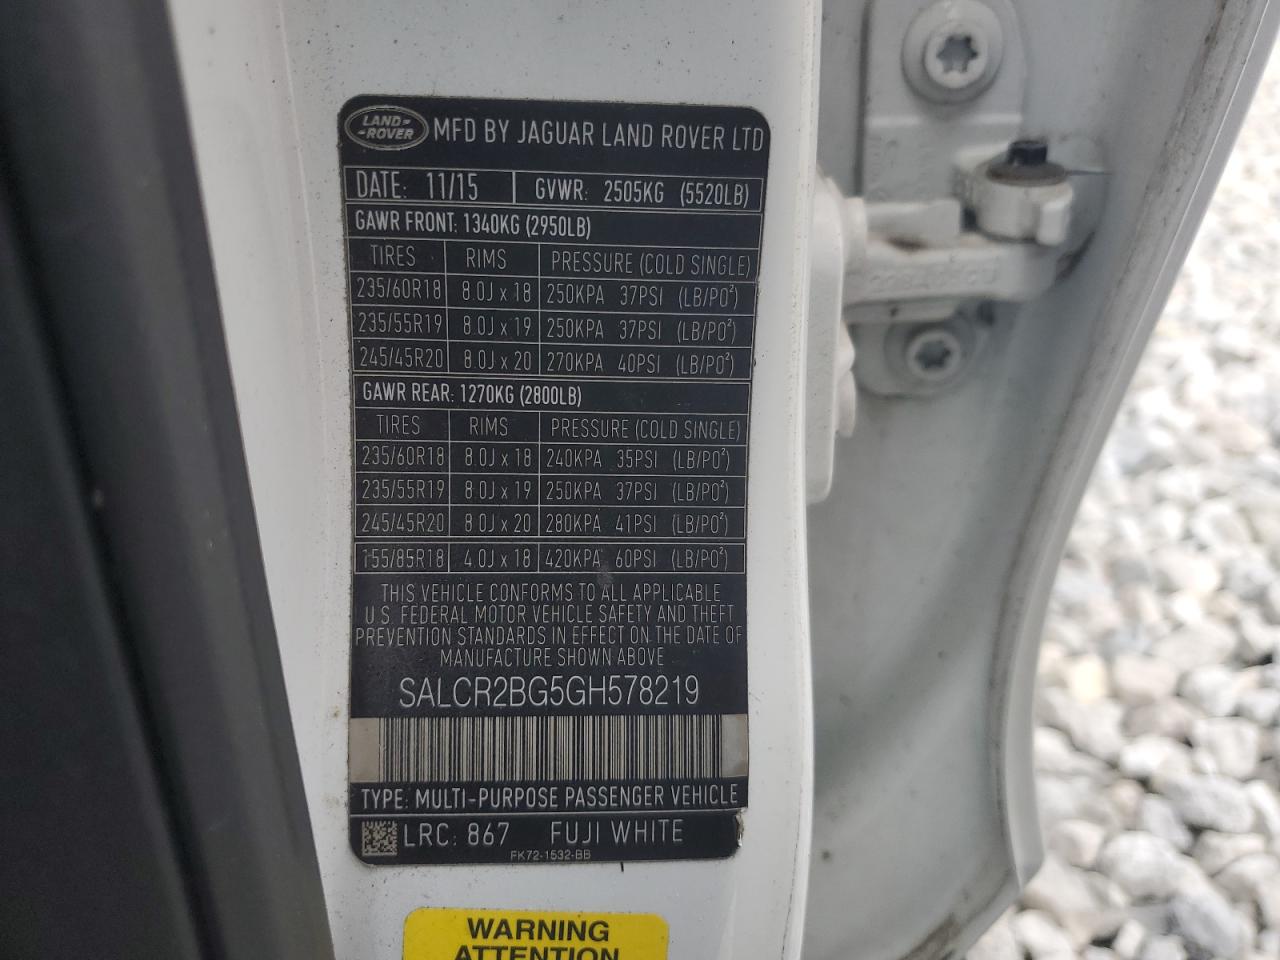 LAND-
-ROVER
MFD BY JAGUAR LAND ROVER LTD
DATE: 11/15 GVWR: 2505KG (5520LB)
GAWR FRONT: 1340KG (2950LB)
TIRES RIMS PRESSURE (COLD SINGLE)
235/60R18 8.0J x 18 250KPA 37PSI (LB/PO²)
235/55R19 8.0J x 19 250KPA 37PSI (LB/PO²)
245/45R20 8.0J x 20 270KPA 40PSI (LB/PO²)
GAWR REAR: 1270KG (2800LB)
TIRES RIMS PRESSURE (COLD SINGLE)
235/60R18 8.0J x 18 240KPA 35PSI (LB/PO²)
235/55R19 8.0J x 19 250KPA 37PSI (LB/PO²)
245/45R20 8.0J x 20 280KPA 41PSI (LB/PO²)
155/85R18 4.0J x 18 420KPA 60PSI (LB/PO²)
THIS VEHICLE CONFORMS TO ALL APPLICABLE
U.S. FEDERAL MOTOR VEHICLE SAFETY AND THEFT
PREVENTION STANDARDS IN EFFECT ON THE DATE OF
MANUFACTURE SHOWN ABOVE
SALCR2BG5GH578219
TYPE: MULTI-PURPOSE PASSENGER VEHICLE
LRC: 867 FUJI WHITE
FK72-1532-BB
WARNING
ATTENTION